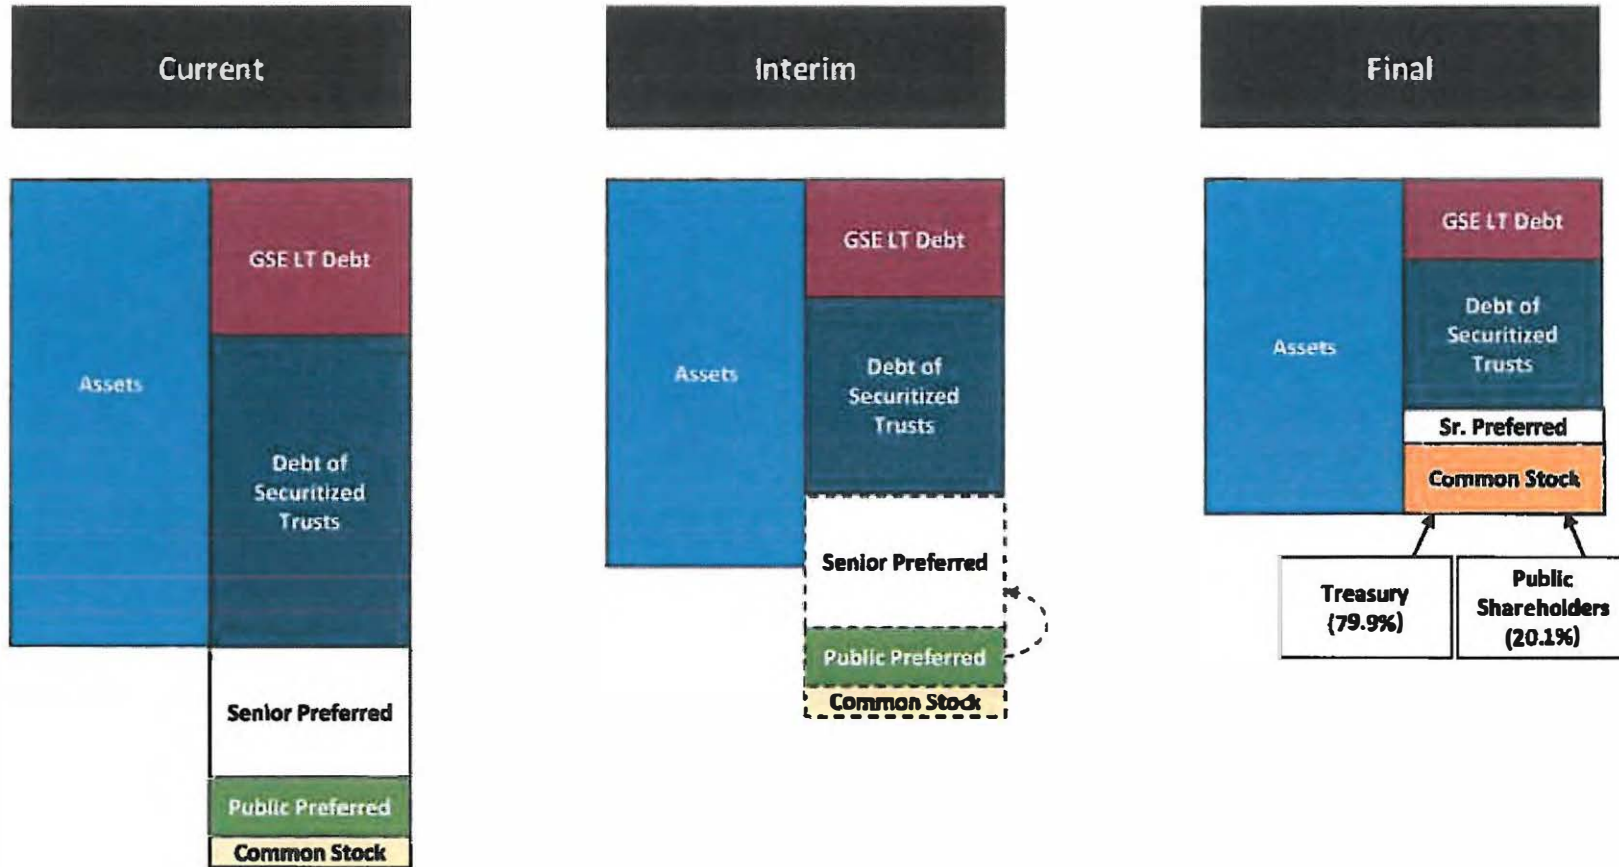 Current
Interim
Final
Assets
GSE LT Debt
Debt of
Securitized
Trusts
Senior Preferred
Public Preferred
Common Stock
Assets
GSE LT Debt
Debt of
Securitized
Trusts
Senior Preferred
Public Preferred
Common Stock
Assets
GSE LT Debt
Debt of
Securitized
Trusts
Sr. Preferred
Common Stock
Treasury
(79.9%)
Public
Shareholders
(20.1%)